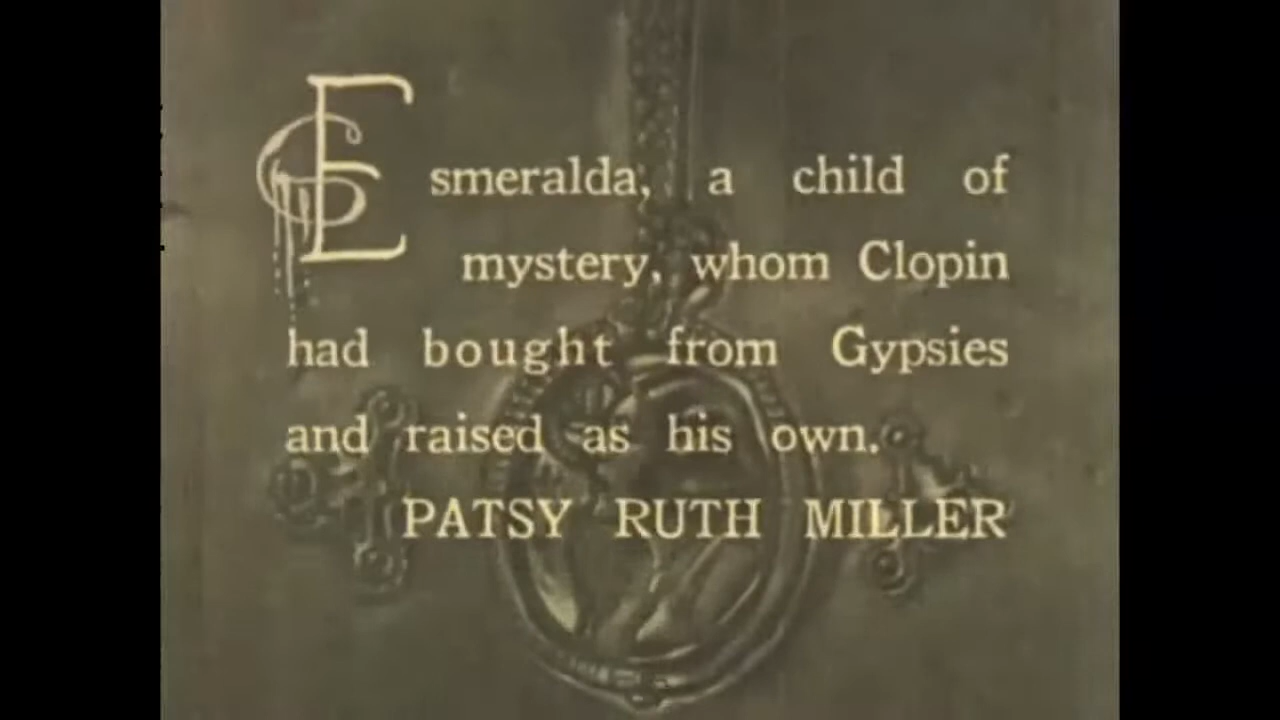 Esmeralda, a child of
mystery, whom Clopin
had bought from Gypsies
and raised as his own.
PATSY RUTH MILLER